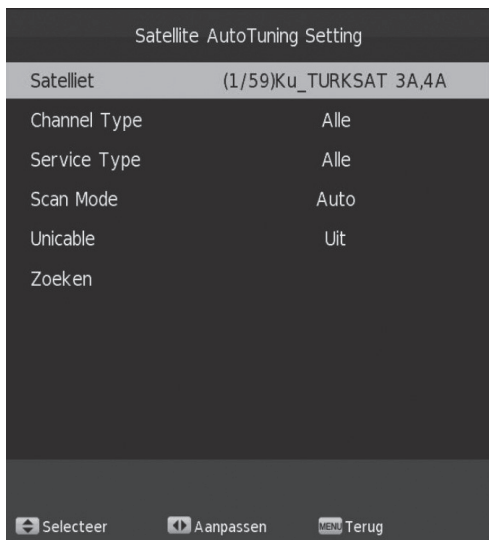 Satellite AutoTuning Setting
Satelliet (1/59)Ku_TURKSAT 3A,4A
Channel Type Alle
Service Type Alle
Scan Mode Auto
Unicable Uit
Zoeken
Selecteer Aanpassen MENU Terug